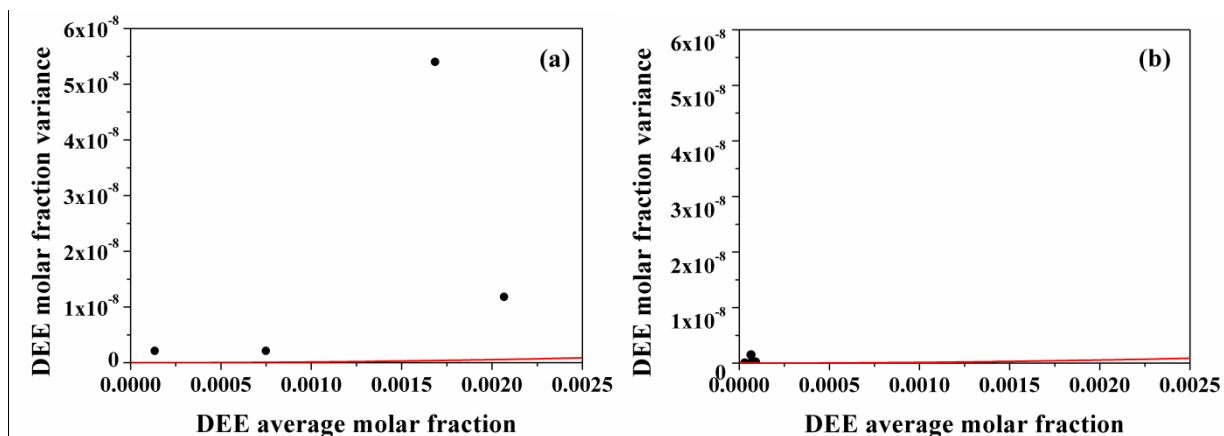 (a)
DEE molar fraction variance
6x10-8
5x10-8
4x10-8
3x10-8
2x10-8
1x10-8
0
0.0000 0.0005 0.0010 0.0015 0.0020 0.0025
DEE average molar fraction
(b)
DEE molar fraction variance
6x10-8
5x10-8
4x10-8
3x10-8
2x10-8
1x10-8
0
0.0000 0.0005 0.0010 0.0015 0.0020 0.0025
DEE average molar fraction